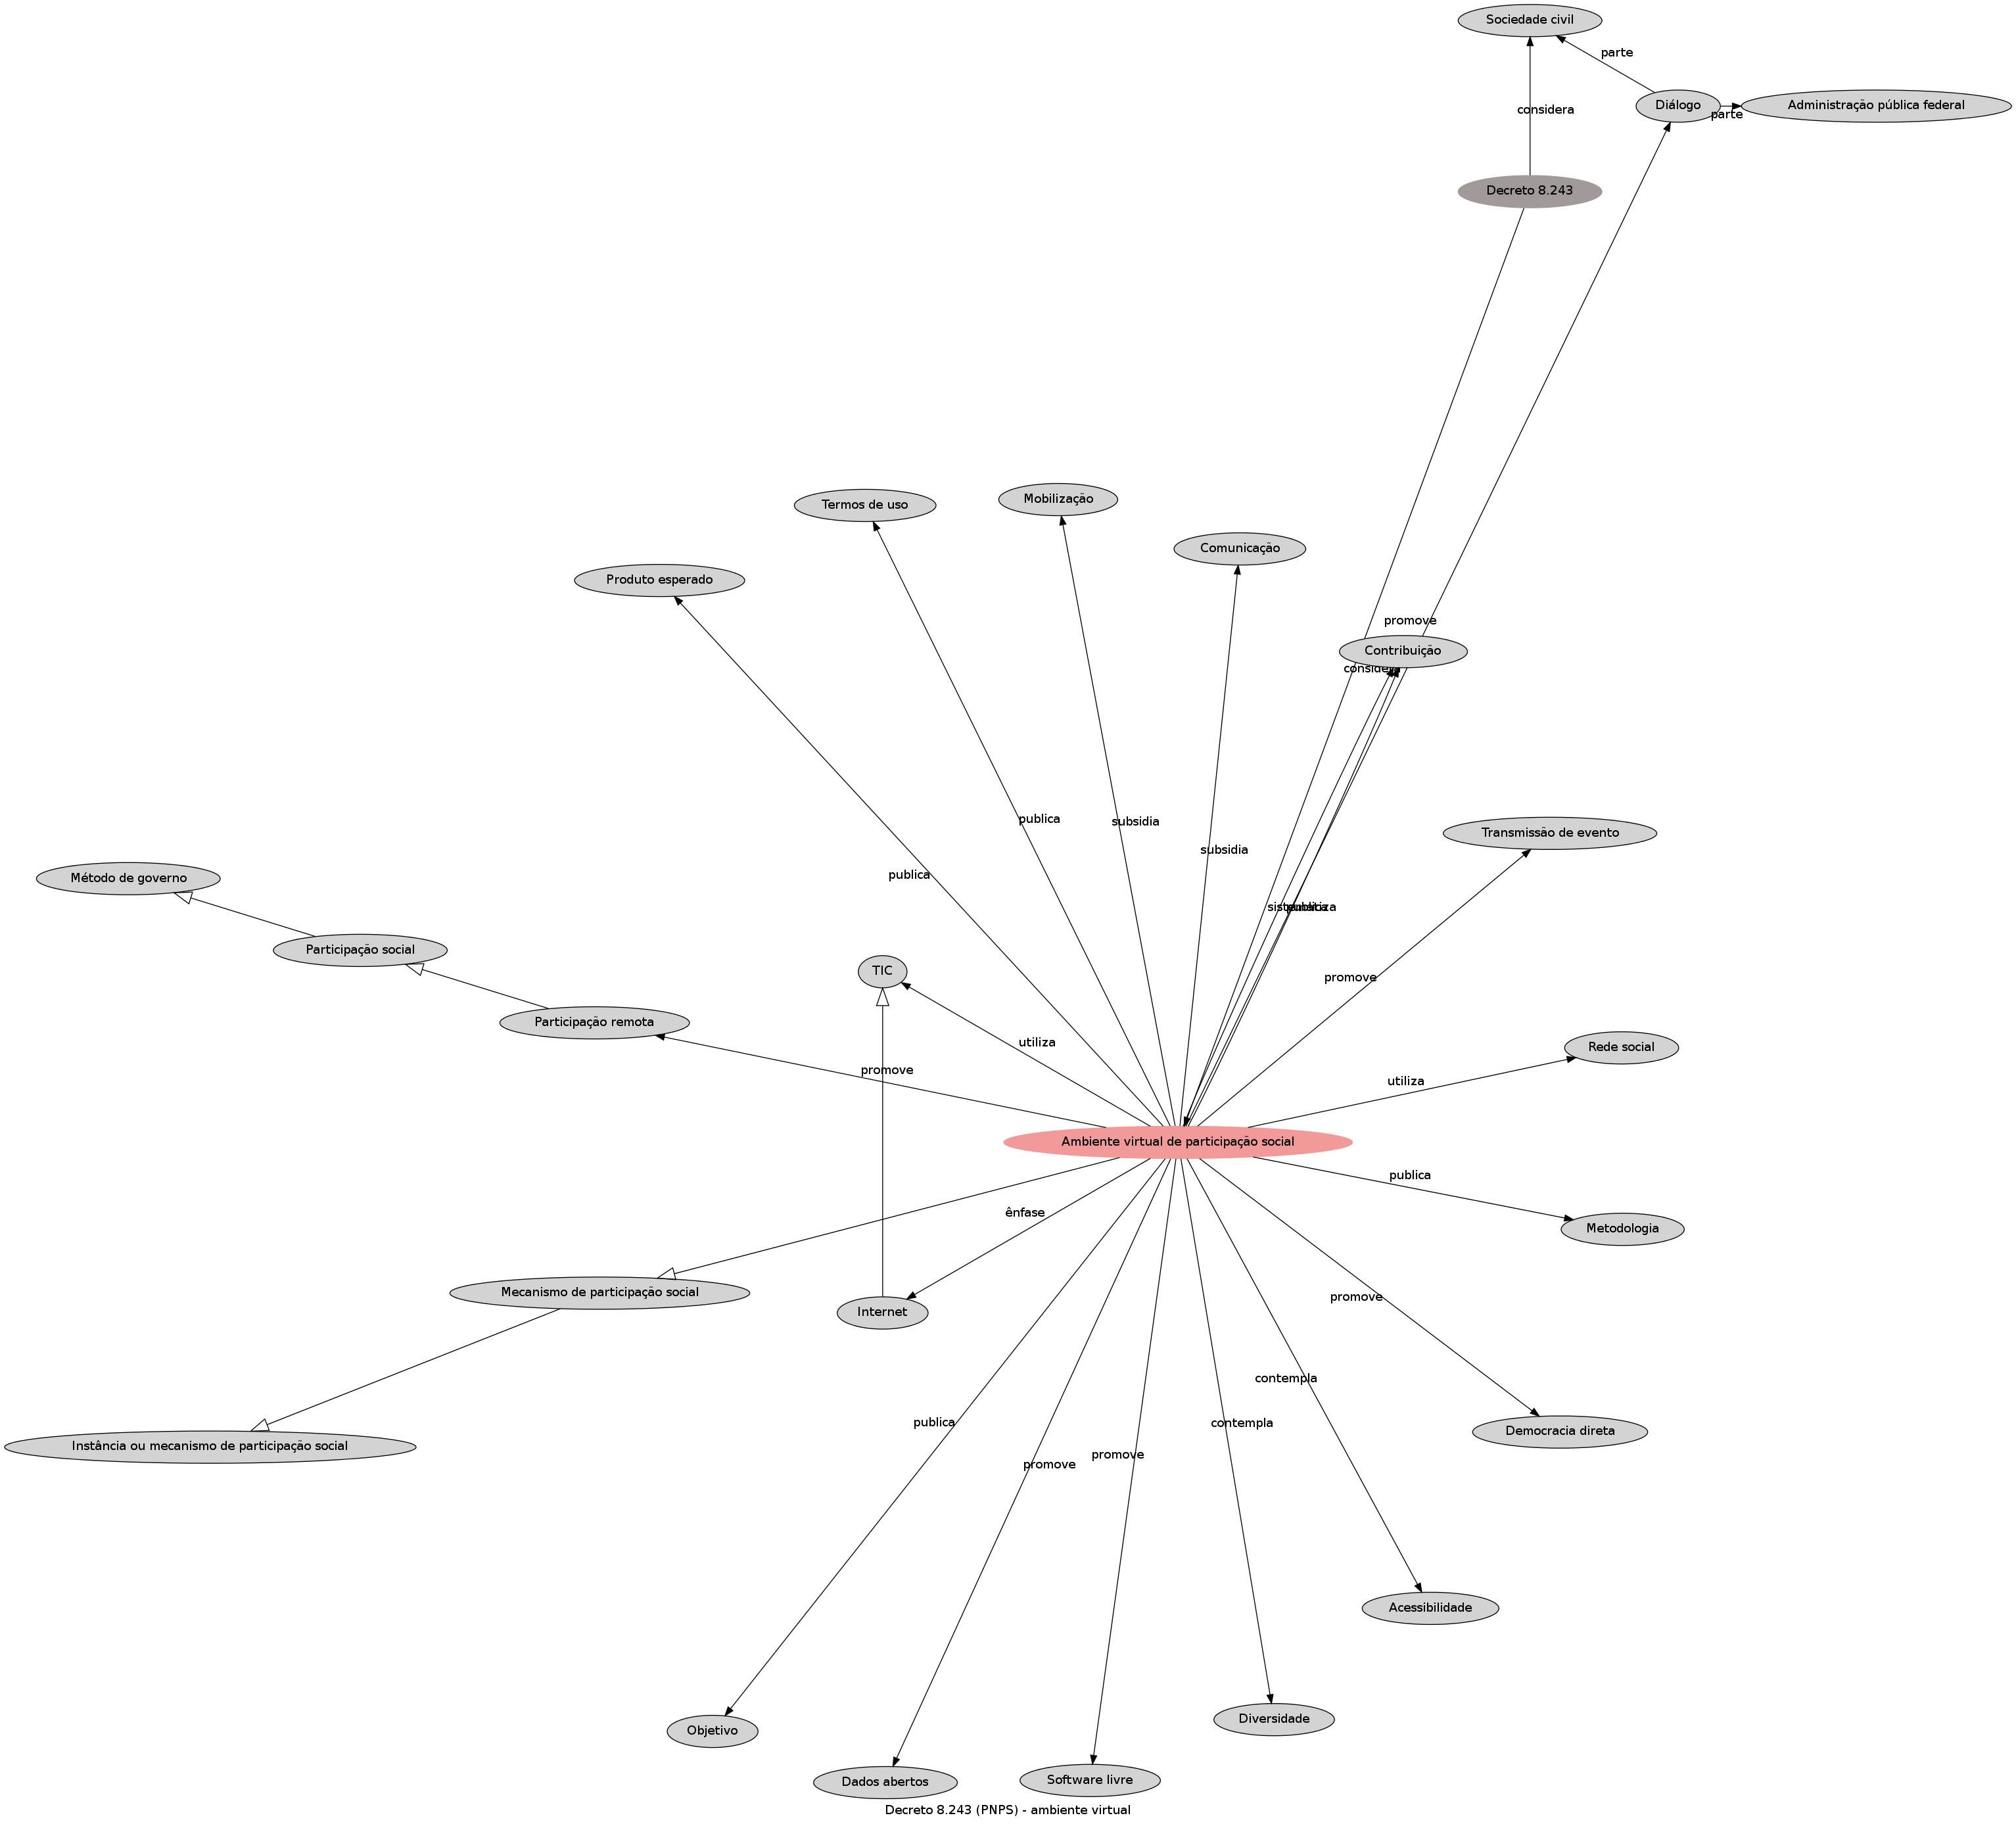 Sociedade civil
parte
Diálogo
Administração pública federal
parte
considera
Decreto 8.243
Mobilização
Termos de uso
Comunicação
Produto esperado
promove
Contribuição
publica
subsidia
Transmissão de evento
subsidia
publica
Método de governo
Participação social
TIC
promove
Participação remota
utiliza
Rede social
promove
utiliza
Ambiente virtual de participação social
publica
ênfase
Metodologia
Mecanismo de participação social
promove
Internet
contempla
publica
contempla
Democracia direta
Instância ou mecanismo de participação social
promove
promove
Acessibilidade
Diversidade
Objetivo
Software livre
Dados abertos
Decreto 8.243 (PNPS) - ambiente virtual